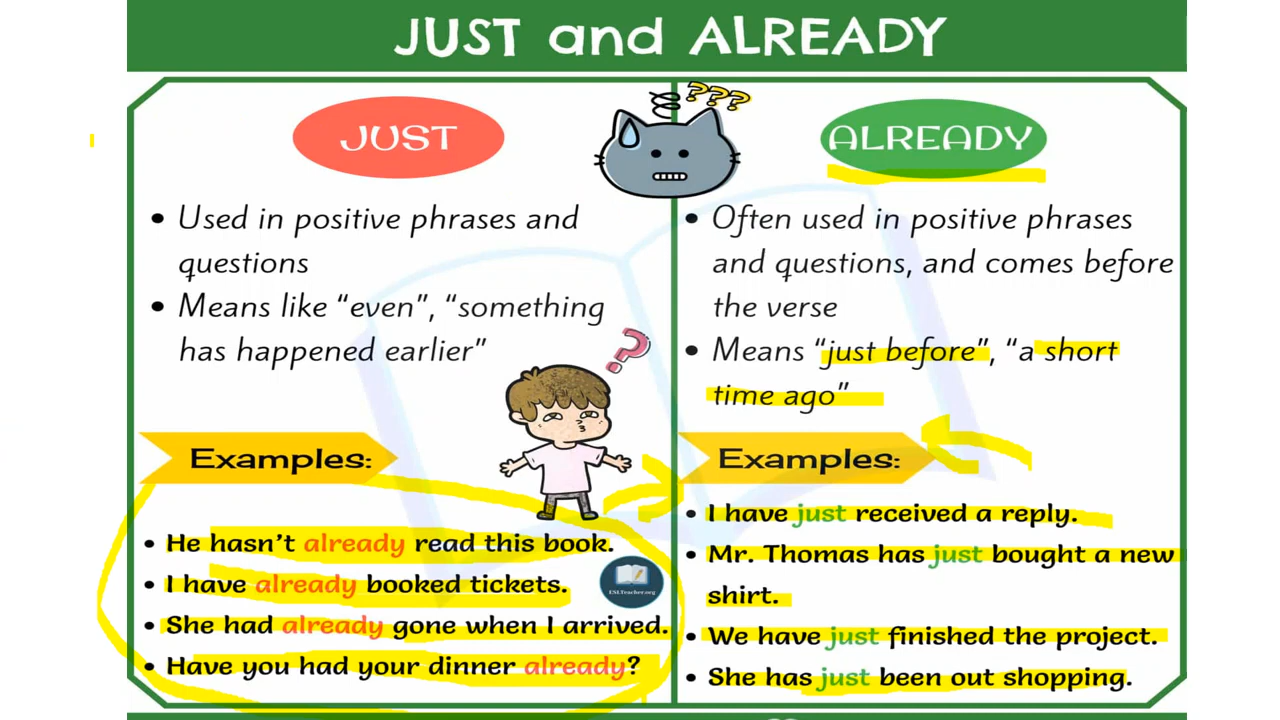 JUST and ALREADY
JUST
• Used in positive phrases and
questions
• Means like “even”, “something
has happened earlier”
Examples:
• He hasn't already read this book.
• I have already booked tickets.
• She had already gone when I arrived.
• Have you had your dinner already?
ESLTeacher.org
???
?
ALREADY
• Often used in positive phrases
and questions, and comes before
the verse
• Means “just before”, “a short
time ago”
Examples:
• I have just received a reply.
• Mr. Thomas has just bought a new
shirt.
• We have just finished the project.
• She has just been out shopping.